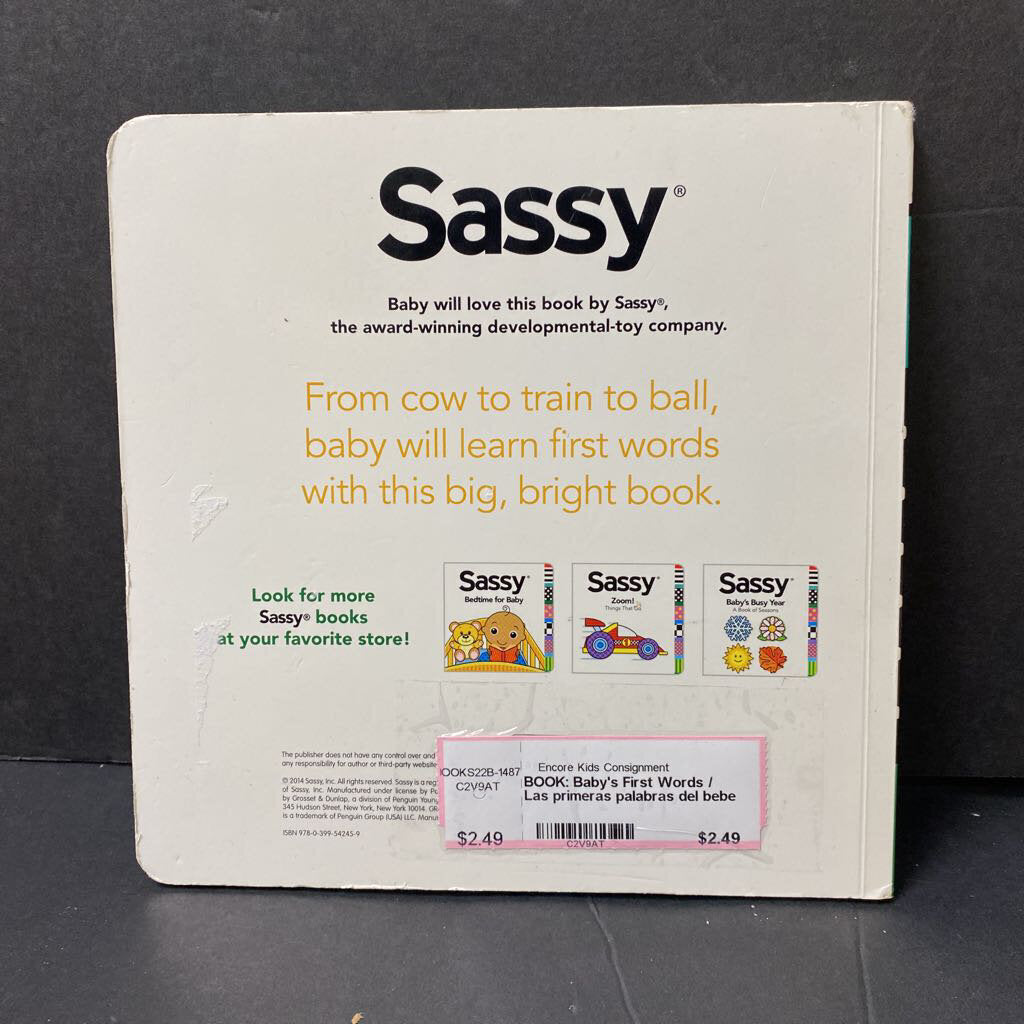 Sassy®
Baby will love this book by Sassy®,
the award-winning developmental-toy company.
From cow to train to ball,
baby will learn first words
with this big, bright book.
Look for more
Sassy® books
at your favorite store!
Sassy
Bedtime for Baby
Sassy
Zoom!
Things That Go
Sassy
Baby's Busy Year
A Book of Seasons
The publisher does not have any control over and
any responsibility for author or third-party website
© 2014 Sassy, Inc. All rights reserved. Sassy is a reg
of Sassy, Inc. Manufactured under license by
by Grosset & Dunlap, a division of Penguin Young
345 Hudson Street, New York, New York 10014.
is a trademark of Penguin Group (USA) LLC.
ISBN 978-0-399-54245-9
OOKS22B-1487
C2V9AT
$2.49
Encore Kids Consignment
BOOK: Baby's First Words /
Las primeras palabras del bebe
C2V9AT
$2.49